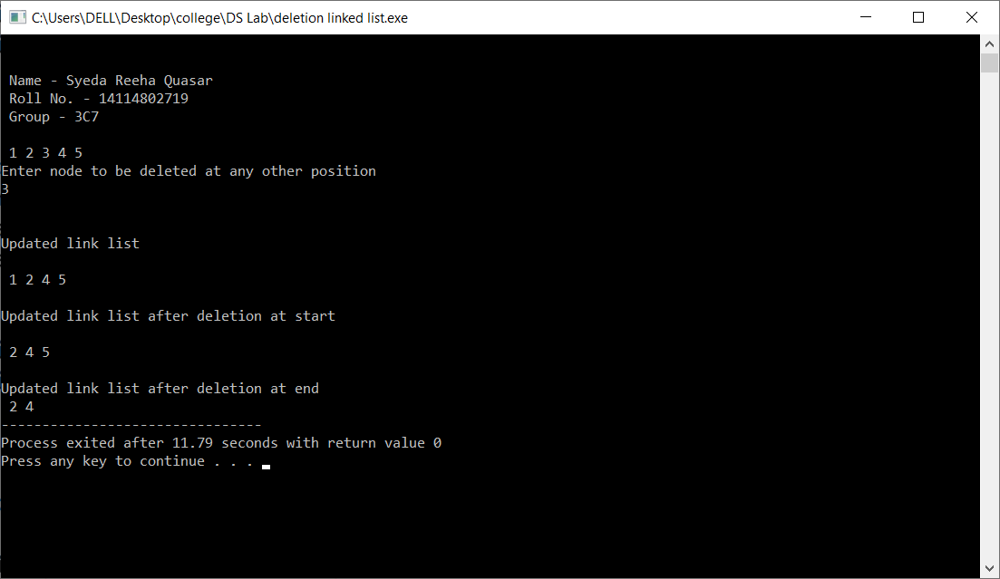 C:\Users\DELL\Desktop\college\DS Lab\deletion linked list.exe
Name - Syeda Reeha Quasar
Roll No. - 14114802719
Group - 3C7
1 2 3 4 5
Enter node to be deleted at any other position
3
Updated link list
1 2 4 5
Updated link list after deletion at start
2 4 5
Updated link list after deletion at end
2 4
--------------------------------
Process exited after 11.79 seconds with return value 0
Press any key to continue . . .